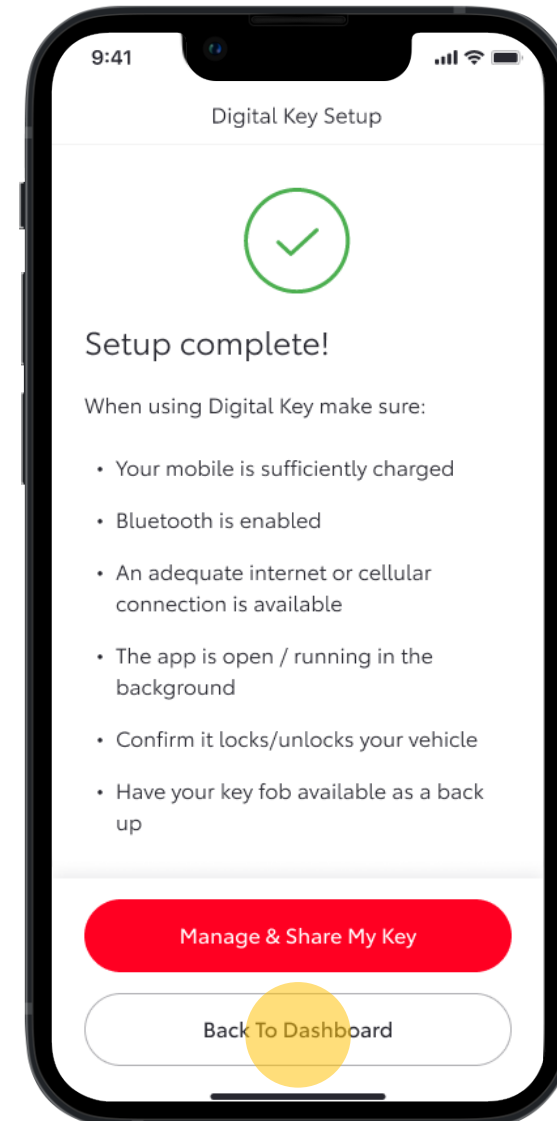 9:41
Digital Key Setup
Setup complete!
When using Digital Key make sure:
• Your mobile is sufficiently charged
• Bluetooth is enabled
• An adequate internet or cellular
connection is available
• The app is open / running in the
background
• Confirm it locks/unlocks your vehicle
• Have your key fob available as a back
up
Manage & Share My Key
Back To Dashboard